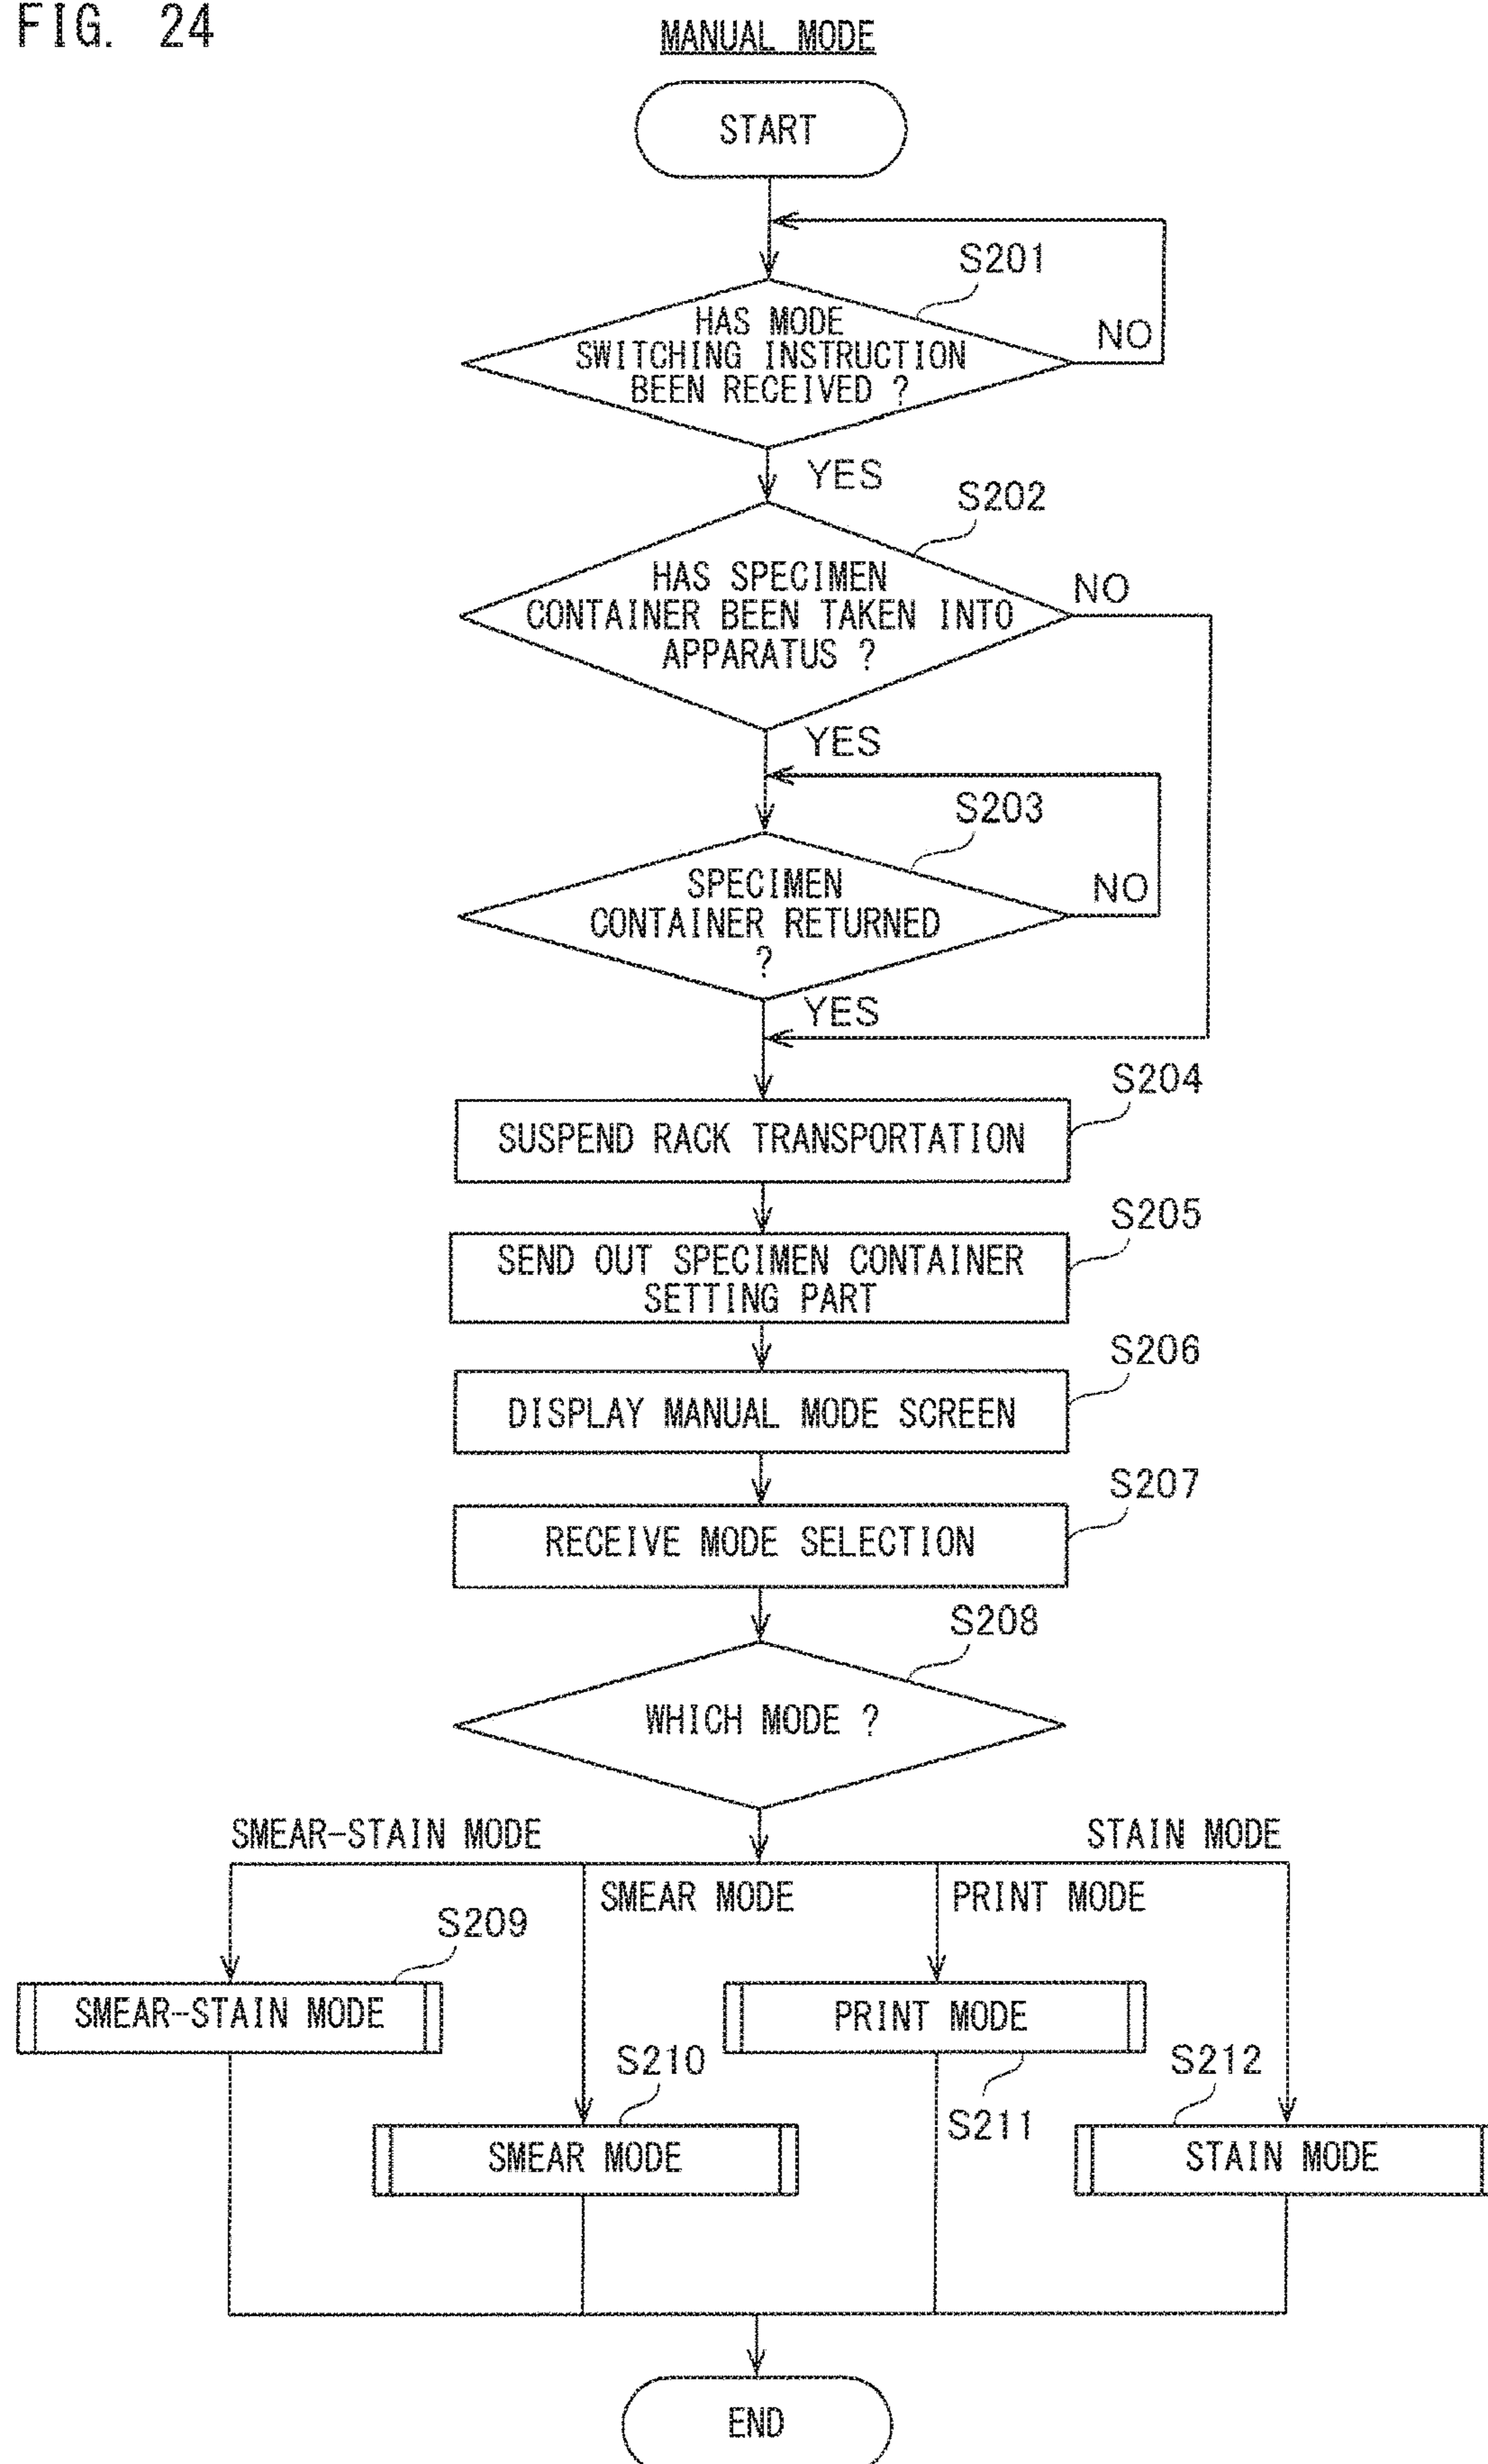 FIG. 24
MANUAL MODE
START
S201
HAS MODE
SWITCHING INSTRUCTION
BEEN RECEIVED ?
NO
YES
S202
HAS SPECIMEN
CONTAINER BEEN TAKEN INTO
APPARATUS ?
NO
YES
S203
SPECIMEN
CONTAINER RETURNED
?
NO
YES
S204
SUSPEND RACK TRANSPORTATION
S205
SEND OUT SPECIMEN CONTAINER
SETTING PART
S206
DISPLAY MANUAL MODE SCREEN
S207
RECEIVE MODE SELECTION
S208
WHICH MODE ?
SMEAR-STAIN MODE
STAIN MODE
SMEAR MODE
PRINT MODE
S209
SMEAR-STAIN MODE
PRINT MODE
S210
S212
S211
SMEAR MODE
STAIN MODE
END